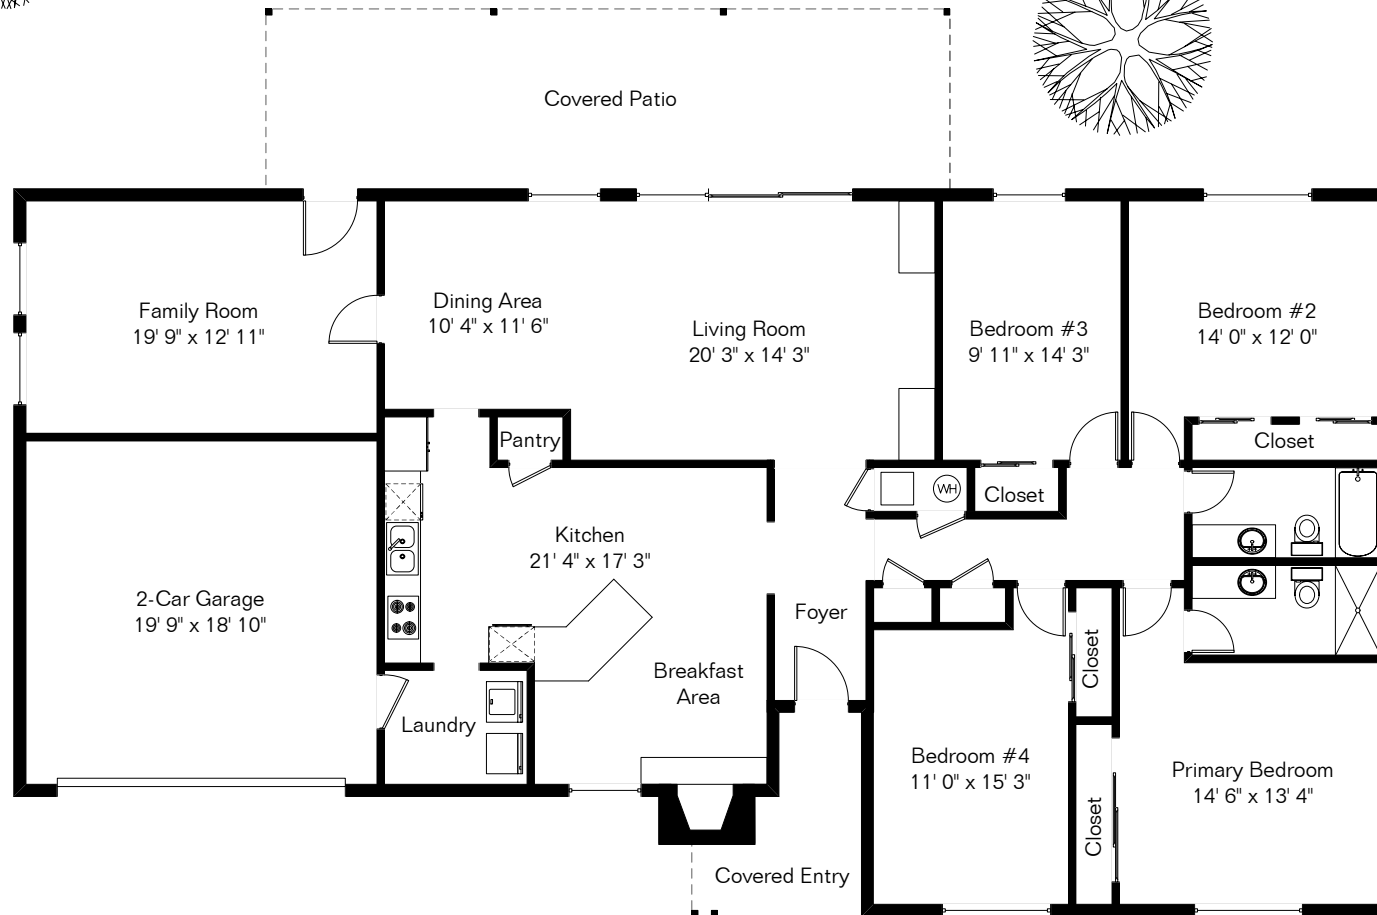 Covered Patio
Family Room
19' 9" x 12' 11"
Dining Area
10' 4" x 11' 6"
Living Room
20' 3" x 14' 3"
Bedroom #3
9' 11" x 14' 3"
Bedroom #2
14' 0" x 12' 0"
Pantry
Closet
WH
Closet
Kitchen
21' 4" x 17' 3"
2-Car Garage
19' 9" x 18' 10"
Foyer
Closet
Breakfast
Area
Laundry
Bedroom #4
11' 0" x 15' 3"
Primary Bedroom
14' 6" x 13' 4"
Closet
Covered Entry